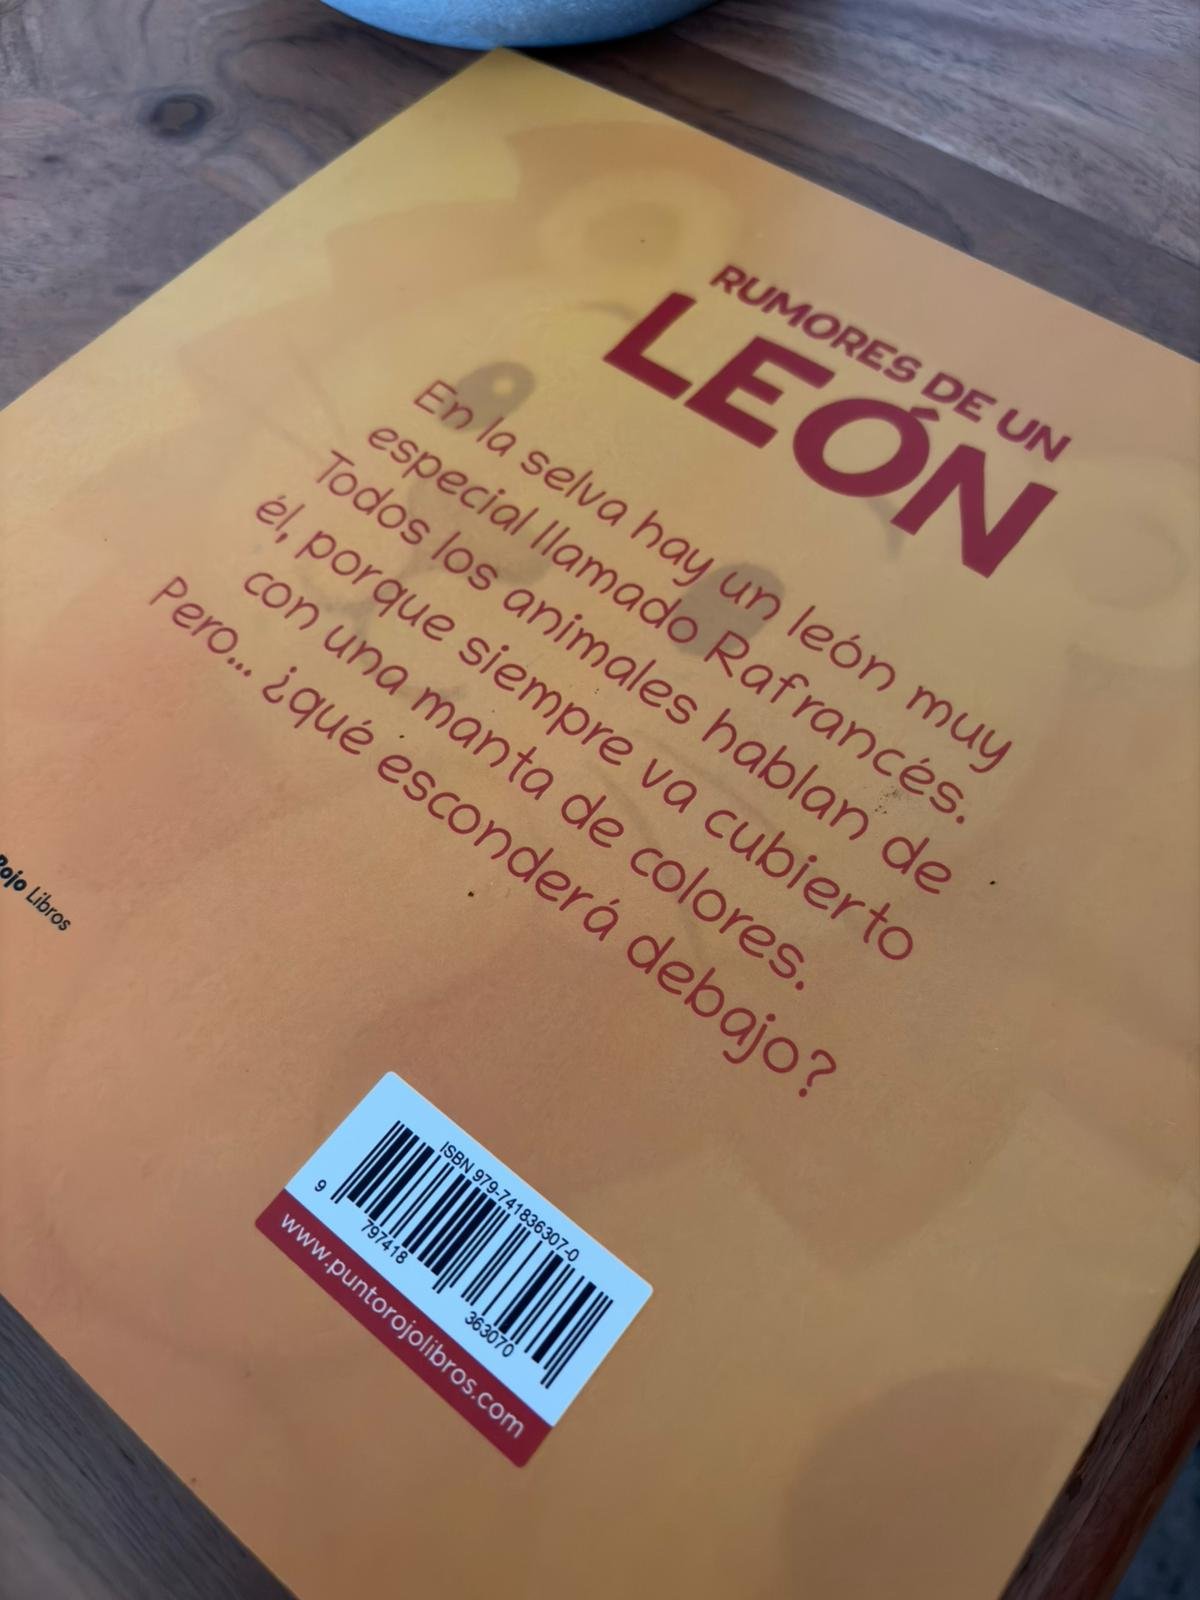 RUMORES DE UN
LEÓN
En la selva hay un león muy
especial llamado Rafrancés.
Todos los animales hablan de
él, porque siempre va cubierto
con una manta de colores.
Pero... ¿qué esconderá debajo?
Rojo Libros
ISBN 979-741836307-0
9 797418 363070
www.puntorojolibros.com